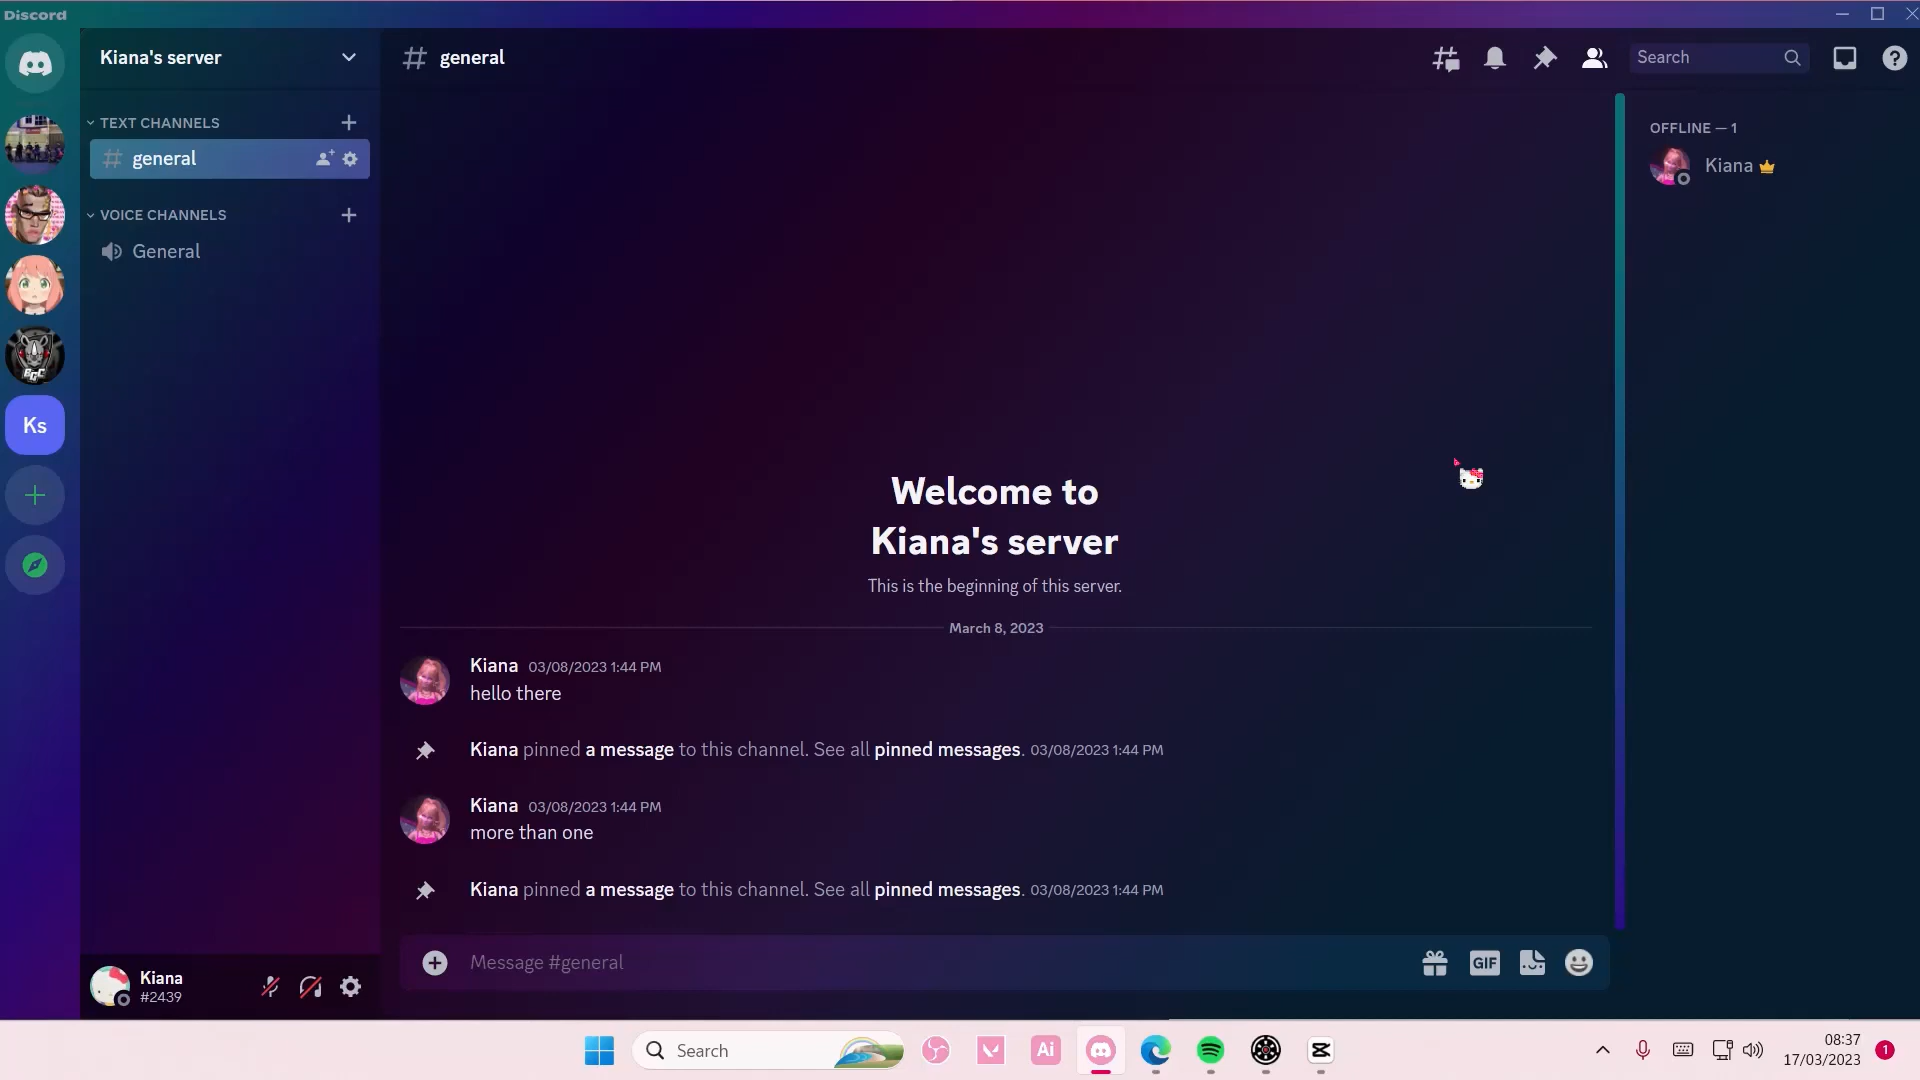 Discord
Kiana's server
general
Search
TEXT CHANNELS
general
VOICE CHANNELS
General
Ks
BGC
OFFLINE — 1
Kiana
Welcome to
Kiana's server
This is the beginning of this server.
March 8, 2023
Kiana 03/08/2023 1:44 PM
hello there
Kiana pinned a message to this channel. See all pinned messages. 03/08/2023 1:44 PM
Kiana 03/08/2023 1:44 PM
more than one
Kiana pinned a message to this channel. See all pinned messages. 03/08/2023 1:44 PM
Message #general
GIF
Kiana
#2439
Search
Ai
08:37
17/03/2023
1